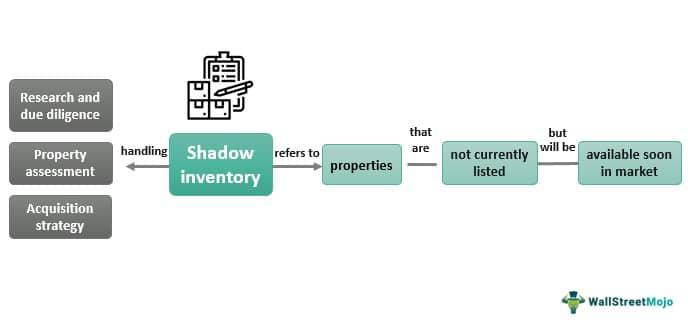 Research and
due diligence
Property
assessment
Acquisition
strategy
handling
Shadow
inventory
refers to
properties
that
are
not currently
listed
but
will be
available soon
in market
WallStreetMojo